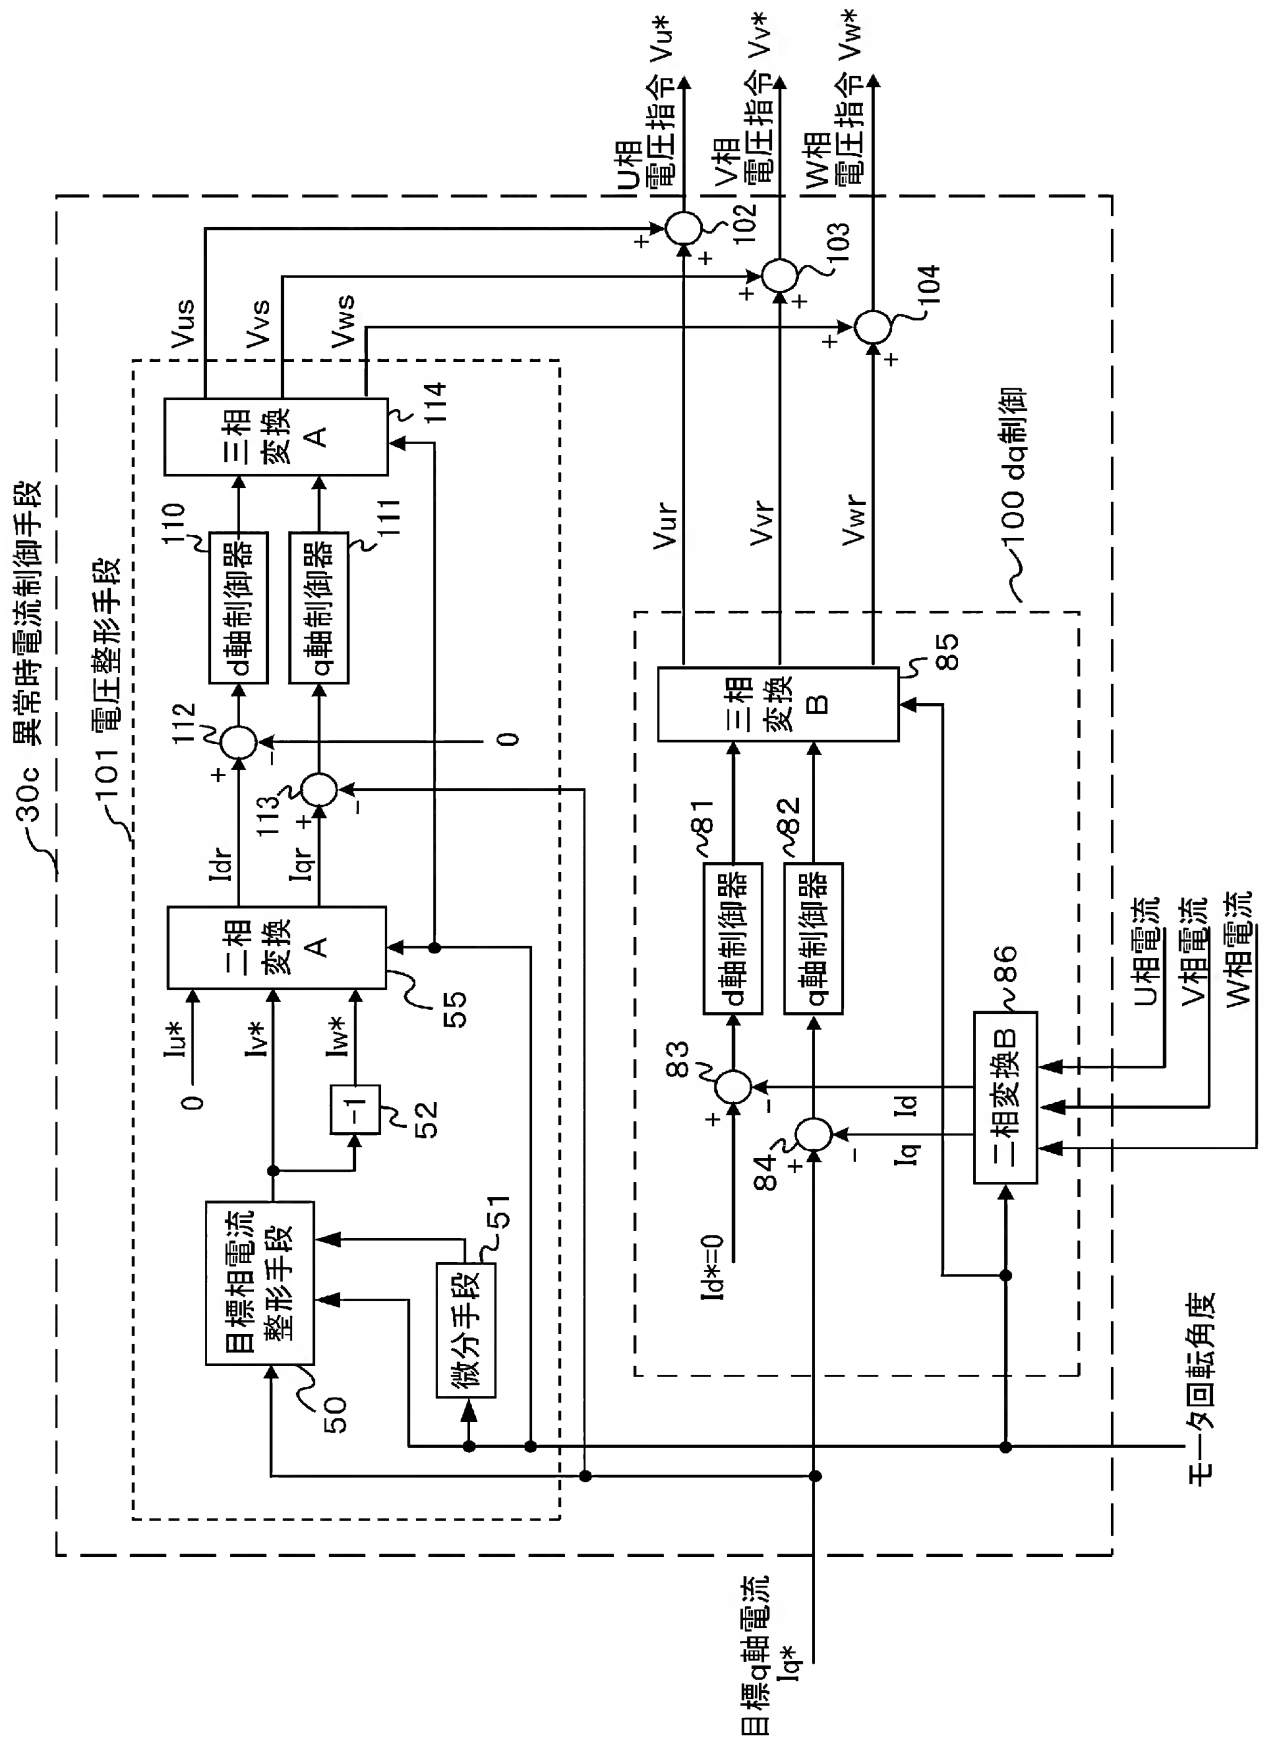 30c 異常時電流制御手段
101 電圧整形手段
目標相電流
整形手段
50
微分手段
51
-1
52
0
Iu*
Iv*
Iw*
二相
変換
A
55
Idr
Iqr
+
-
112
+
-
113
0
d軸制御器
110
q軸制御器
111
三相
変換
A
114
Vus
Vvs
Vws
+
+
102
+
+
103
+
+
104
U相
電圧指令 Vu*
V相
電圧指令 Vv*
W相
電圧指令 Vw*
100 dq制御
目標q軸電流
Iq*
Id*=0
+
-
83
+
-
84
Id
Iq
d軸制御器
81
q軸制御器
82
三相
変換
B
85
Vur
Vvr
Vwr
二相変換B
86
U相電流
V相電流
W相電流
モータ回転角度